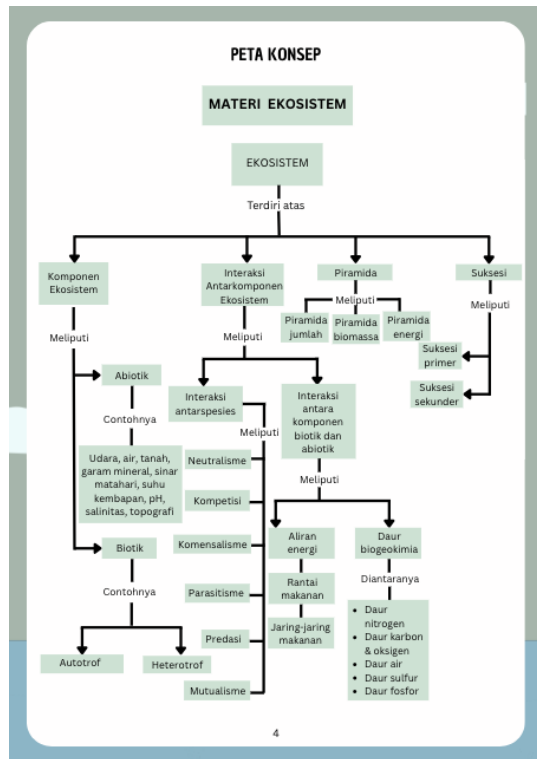 PETA KONSEP
MATERI EKOSISTEM
EKOSISTEM
Terdiri atas
Komponen
Ekosistem
Interaksi
Antarkomponen
Ekosistem
Piramida
Suksesi
Meliputi
Meliputi
Meliputi
Meliputi
Piramida
jumlah
Piramida
biomassa
Piramida
energi
Suksesi
primer
Suksesi
sekunder
Abiotik
Contohnya
Udara, air, tanah,
garam mineral, sinar
matahari, suhu
kembapan, pH,
salinitas, topografi
Biotik
Contohnya
Autotrof
Heterotrof
Interaksi
antarspesies
Meliputi
Neutralisme
Kompetisi
Komensalisme
Parasitisme
Predasi
Mutualisme
Interaksi
antara
komponen
biotik dan
abiotik
Meliputi
Aliran
energi
Rantai
makanan
Jaring-jaring
makanan
Daur
biogeokimia
Diantaranya
• Daur
nitrogen
• Daur karbon
& oksigen
• Daur air
• Daur sulfur
• Daur fosfor
4